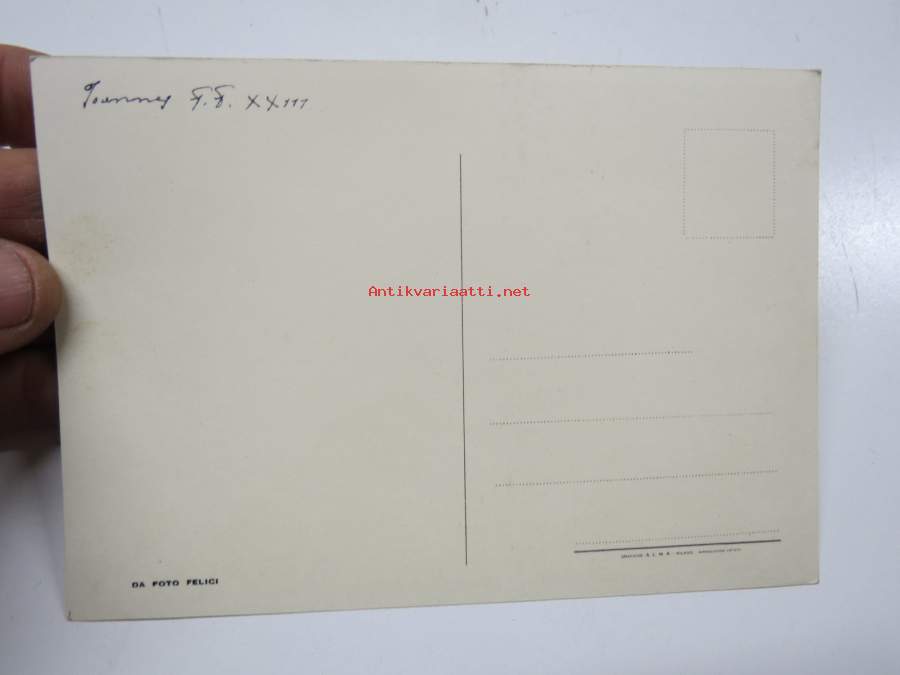 Ioannes P.P. XXIII
Antikvariaatti.net
DA FOTO FELICI